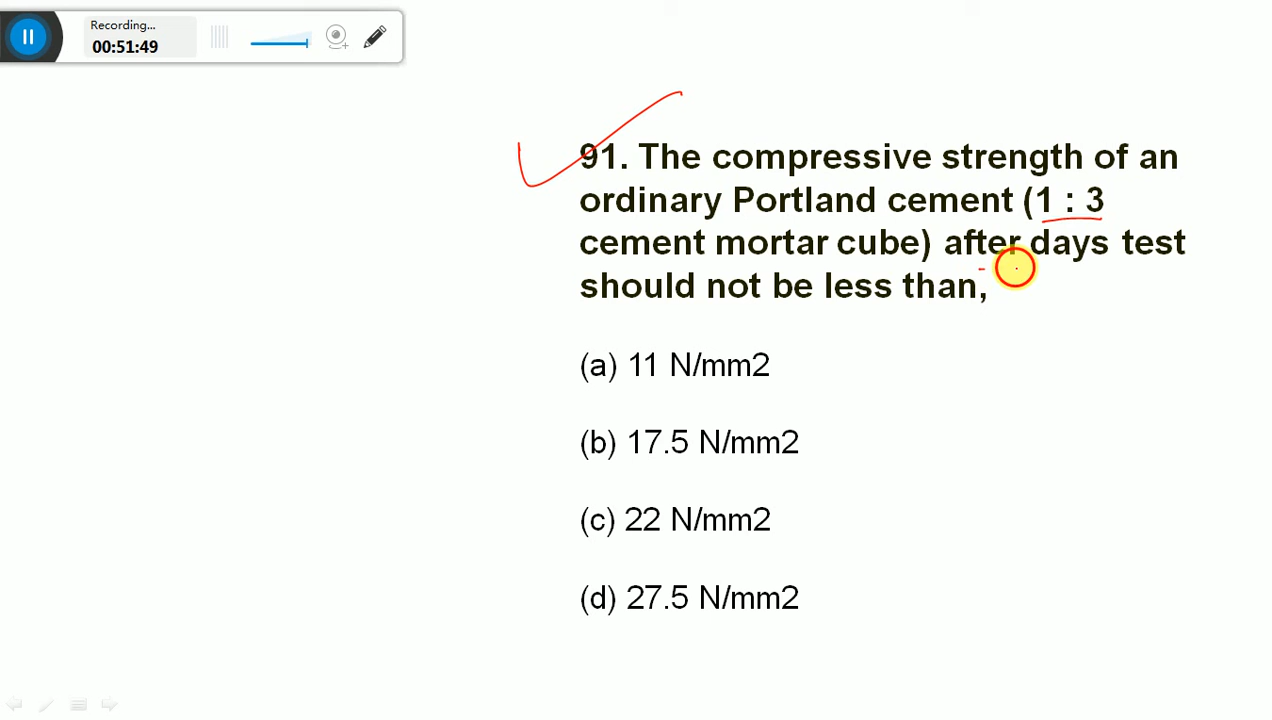 Recording...
00:51:49
91. The compressive strength of an
ordinary Portland cement (1 : 3
cement mortar cube) after days test
should not be less than,
(a) 11 N/mm2
(b) 17.5 N/mm2
(c) 22 N/mm2
(d) 27.5 N/mm2